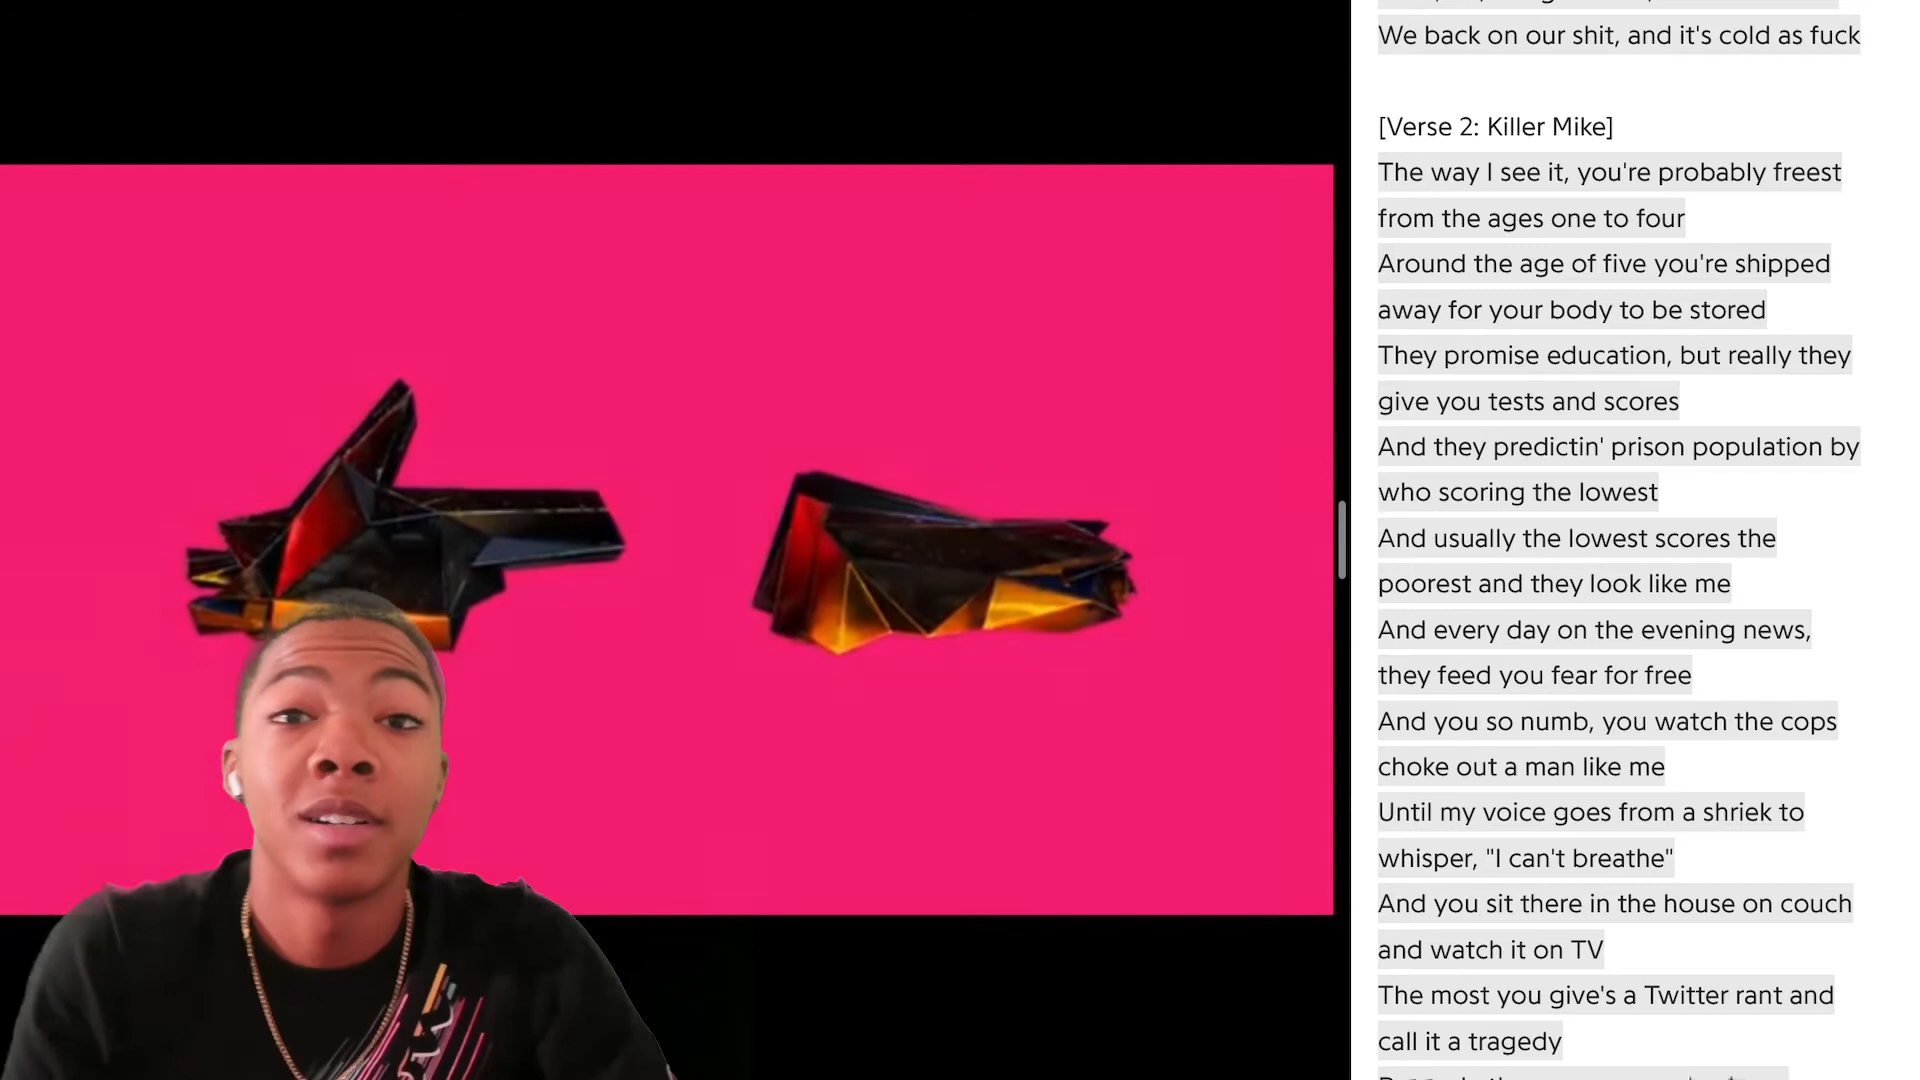 We back on our shit, and it's cold as fuck
[Verse 2: Killer Mike]
The way I see it, you're probably freest
from the ages one to four
Around the age of five you're shipped
away for your body to be stored
They promise education, but really they
give you tests and scores
And they predictin' prison population by
who scoring the lowest
And usually the lowest scores the
poorest and they look like me
And every day on the evening news,
they feed you fear for free
And you so numb, you watch the cops
choke out a man like me
Until my voice goes from a shriek to
whisper, "I can't breathe"
And you sit there in the house on couch
and watch it on TV
The most you give's a Twitter rant and
call it a tragedy